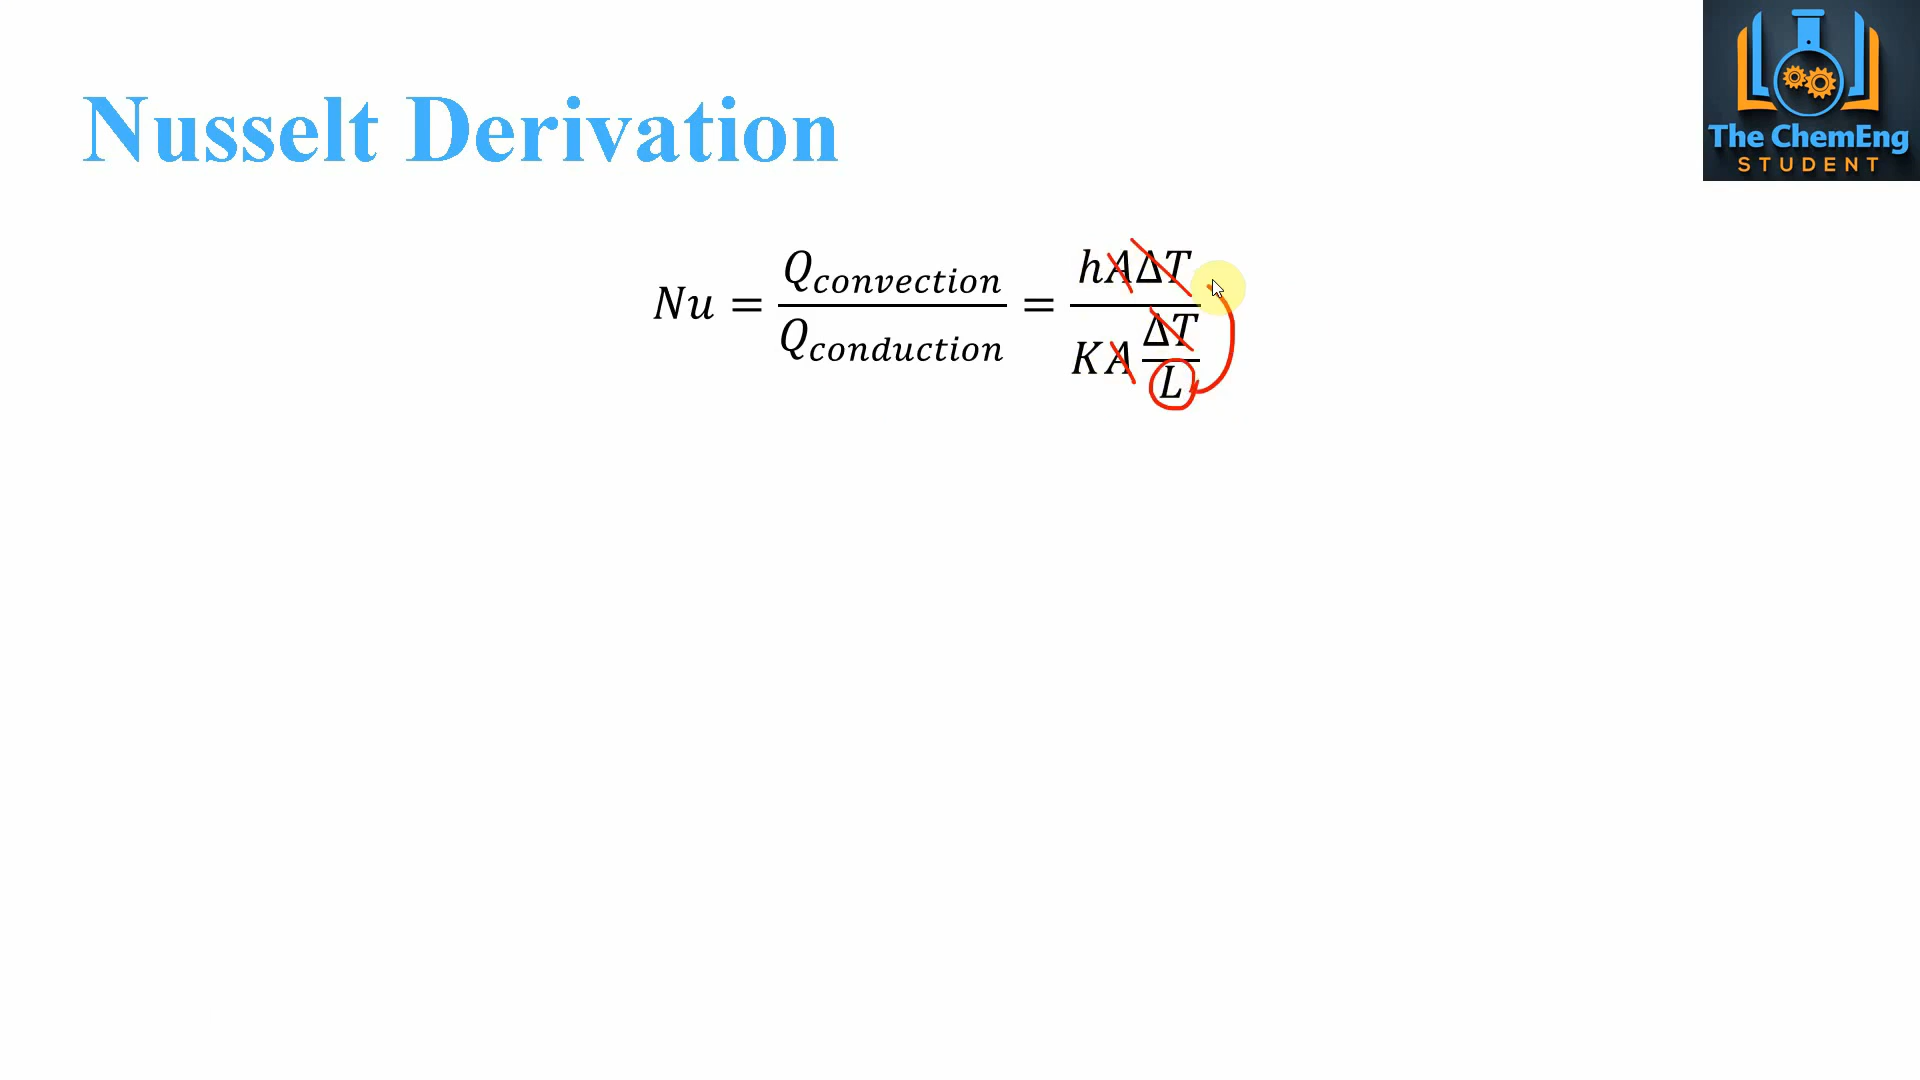 Nusselt Derivation
The ChemEng
STUDENT
Nu = Q_convection / Q_conduction = hAΔT / KA ΔT/L